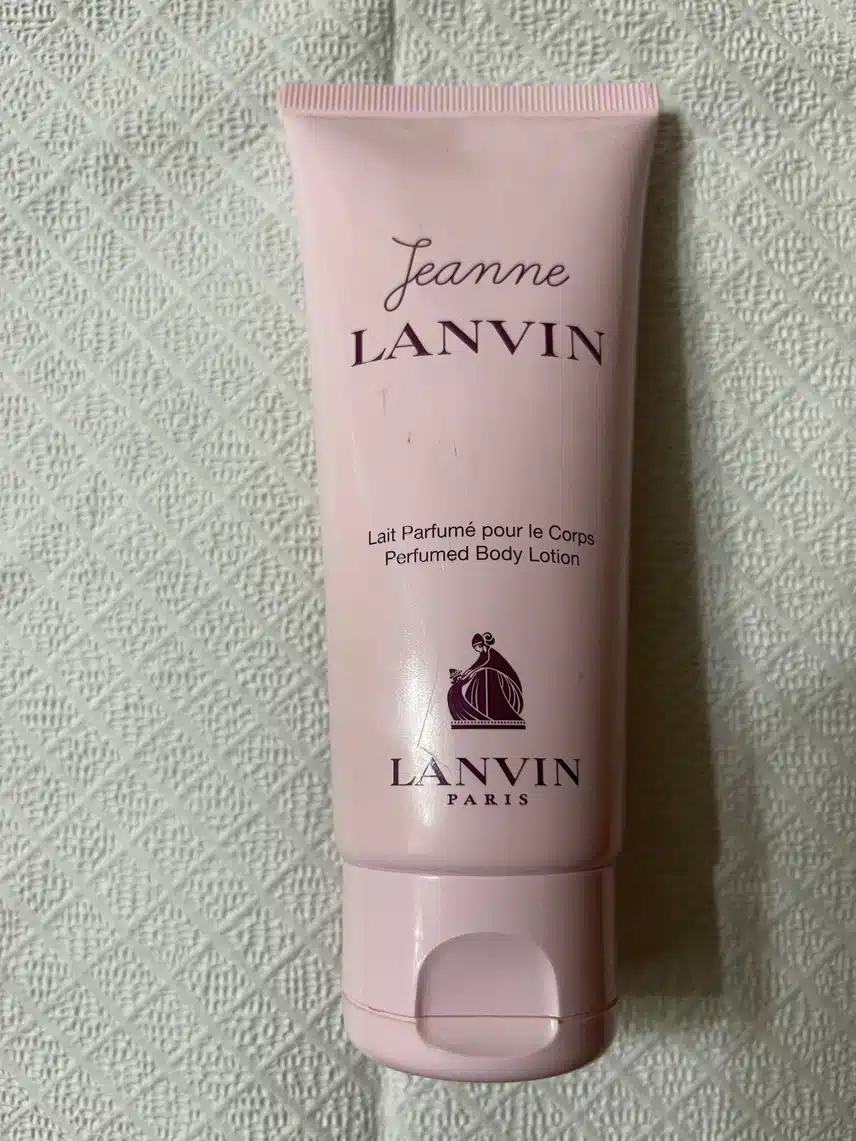 Jeanne
LANVIN
Lait Parfumé pour le Corps
Perfumed Body Lotion
LANVIN
PARIS